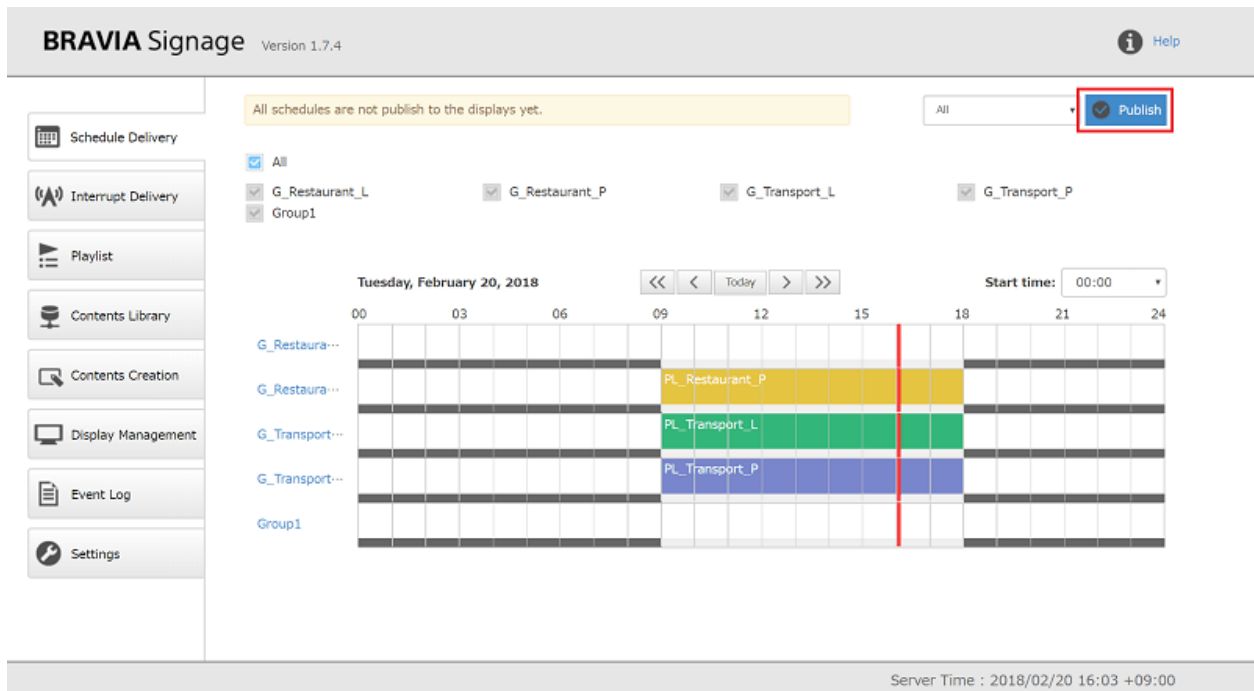 BRAVIA Signage Version 1.7.4
Help
All schedules are not publish to the displays yet.
All
Publish
Schedule Delivery
Interrupt Delivery
Playlist
Contents Library
Contents Creation
Display Management
Event Log
Settings
All
G_Restaurant_L G_Restaurant_P G_Transport_L G_Transport_P
Group1
Tuesday, February 20, 2018 << < Today > >> Start time: 00:00
00 03 06 09 12 15 18 21 24
G_Restaura...
G_Restaura... PL_Restaurant_P
G_Transport... PL_Transport_L
G_Transport... PL_Transport_P
Group1
Server Time : 2018/02/20 16:03 +09:00